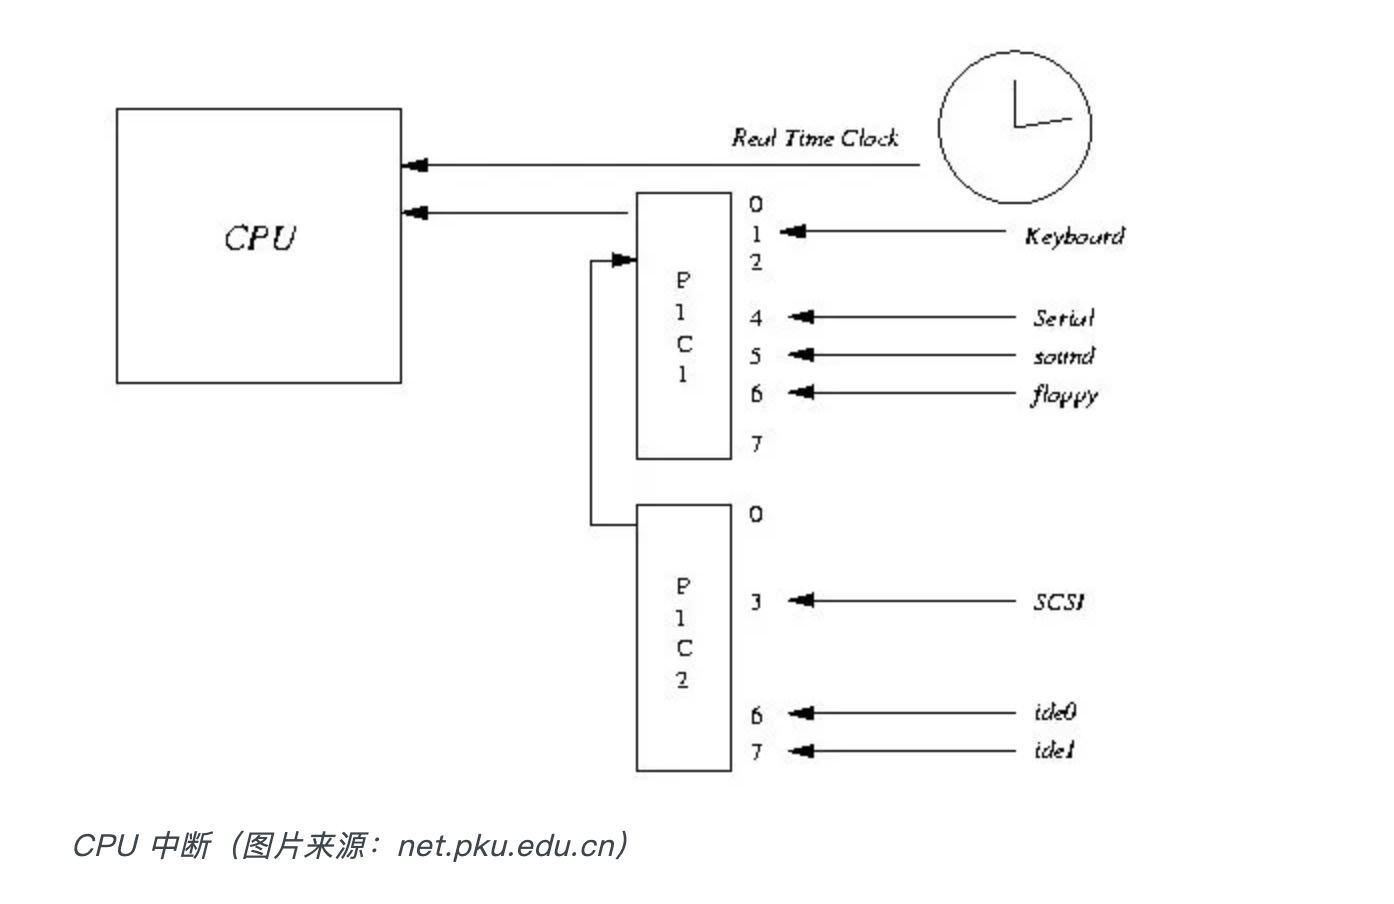 Real Time Clock
CPU
0
1
Keyboard
2
P
I
C
1
4
Serial
5
sound
6
floppy
7
0
P
I
C
2
3
SCSI
6
ide0
7
ide1
CPU 中断（图片来源：net.pku.edu.cn）